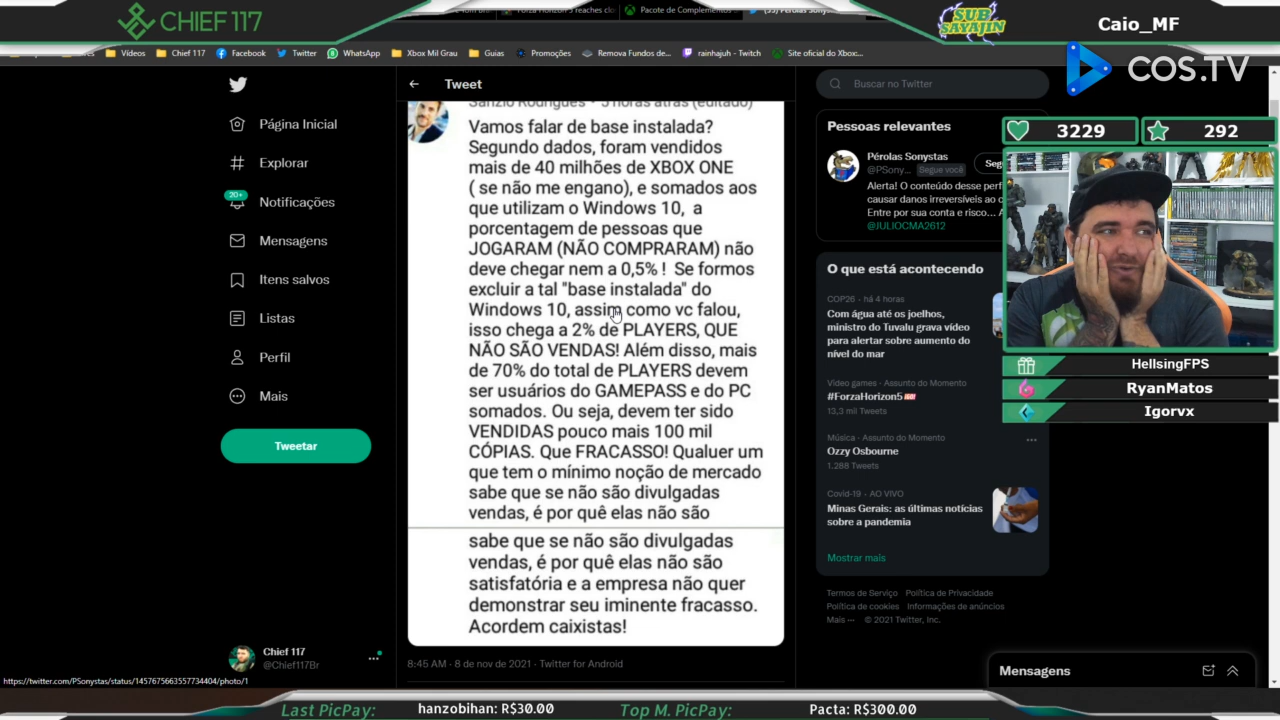 CHIEF 117
Forza Horizon 5 reaches clo
Pacote de Complementos
SUB
SAYAJIN
Caio_MF
COS.TV
Vídeos
Chief 117
Facebook
Twitter
WhatsApp
Xbox Mil Grau
Guias
Promoções
Remova Fundos de...
rainhajuh - Twitch
Site oficial do Xbox:...
Tweet
Buscar no Twitter
Página Inicial
Explorar
20+
Notificações
Mensagens
Itens salvos
Listas
Perfil
Mais
Tweetar
Chief 117
@Chief117Br
Sanzio Rodrigues • 5 horas atrás (editado)
Vamos falar de base instalada?
Segundo dados, foram vendidos
mais de 40 milhões de XBOX ONE
( se não me engano), e somados aos
que utilizam o Windows 10, a
porcentagem de pessoas que
JOGARAM (NÃO COMPRARAM) não
deve chegar nem a 0,5% ! Se formos
excluir a tal "base instalada" do
Windows 10, assim como vc falou,
isso chega a 2% de PLAYERS, QUE
NÃO SÃO VENDAS! Além disso, mais
de 70% do total de PLAYERS devem
ser usuários do GAMEPASS e do PC
somados. Ou seja, devem ter sido
VENDIDAS pouco mais 100 mil
CÓPIAS. Que FRACASSO! Qualuer um
que tem o mínimo noção de mercado
sabe que se não são divulgadas
vendas, é por quê elas não são
sabe que se não são divulgadas
vendas, é por quê elas não são
satisfatória e a empresa não quer
demonstrar seu iminente fracasso.
Acordem caixistas!
8:45 AM · 8 de nov de 2021 · Twitter for Android
Pessoas relevantes
Pérolas Sonystas
@PSony... Segue você
Seg
Alerta! O conteúdo desse perf
causar danos irreversíveis ao c
Entre por sua conta e risco... A
@JULIOCMA2612
O que está acontecendo
COP26 · há 4 horas
Com água até os joelhos,
ministro do Tuvalu grava vídeo
para alertar sobre aumento do
nível do mar
Video games · Assunto do Momento
#ForzaHorizon5
13,3 mil Tweets
Música · Assunto do Momento
Ozzy Osbourne
1.288 Tweets
Covid-19 · AO VIVO
Minas Gerais: as últimas notícias
sobre a pandemia
Mostrar mais
Termos de Serviço Política de Privacidade
Política de cookies Informações de anúncios
Mais ••• © 2021 Twitter, Inc.
Mensagens
3229
292
HellsingFPS
RyanMatos
Igorvx
https://twitter.com/PSonystas/status/1457675663557734404/photo/1
Last PicPay:
hanzobihan: R$30.00
Top M. PicPay:
Pacta: R$300.00